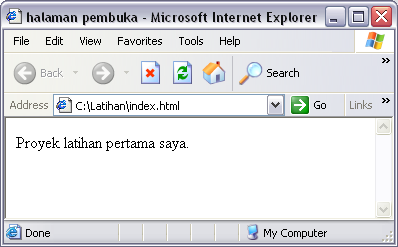 halaman pembuka - Microsoft Internet Explorer
File Edit View Favorites Tools Help
Back Search
Address C:\Latihan\index.html Go Links
Proyek latihan pertama saya.
Done My Computer